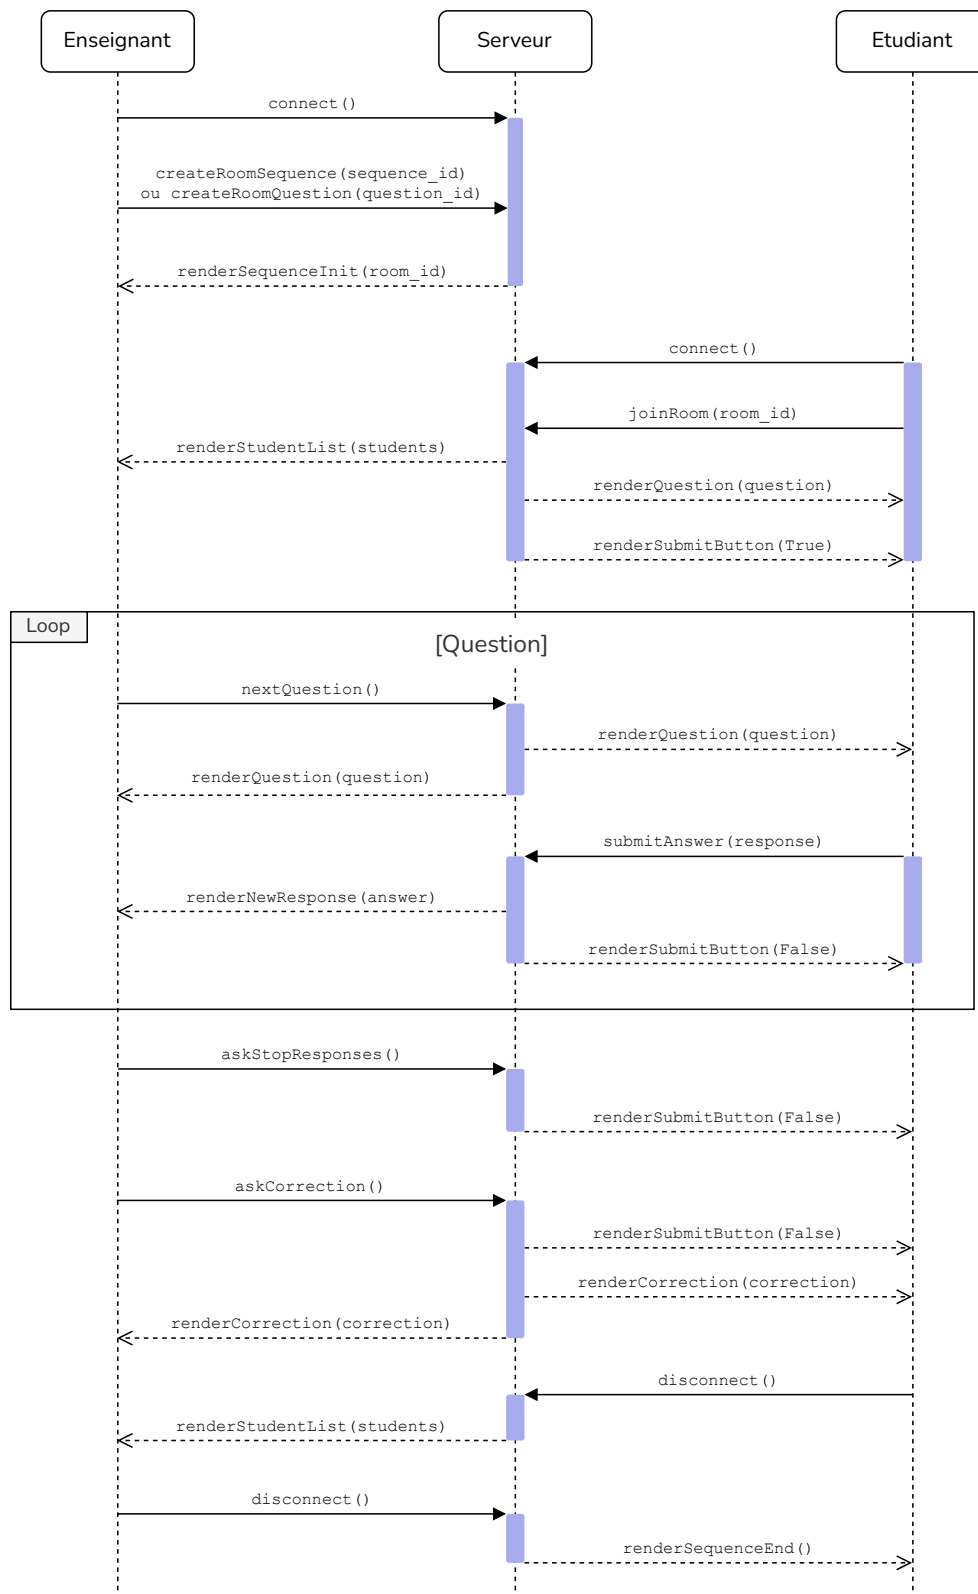 Enseignant
Serveur
Etudiant
connect()
createRoomSequence(sequence_id)
ou createRoomQuestion(question_id)
renderSequenceInit(room_id)
connect()
joinRoom(room_id)
renderStudentList(students)
renderQuestion(question)
renderSubmitButton(True)
Loop
[Question]
nextQuestion()
renderQuestion(question)
renderQuestion(question)
submitAnswer(response)
renderNewResponse(answer)
renderSubmitButton(False)
askStopResponses()
renderSubmitButton(False)
askCorrection()
renderSubmitButton(False)
renderCorrection(correction)
renderCorrection(correction)
disconnect()
renderStudentList(students)
disconnect()
renderSequenceEnd()